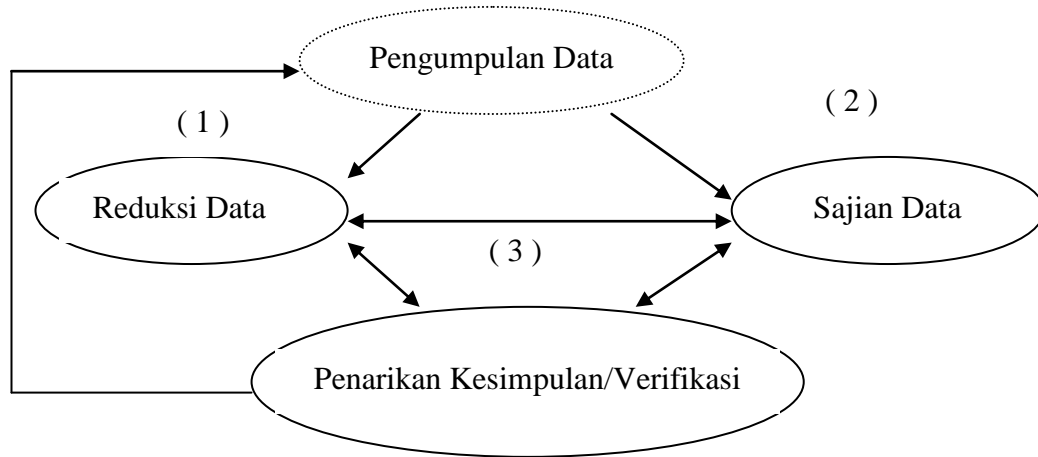 Pengumpulan Data
( 2 )
( 1 )
Reduksi Data
Sajian Data
( 3 )
Penarikan Kesimpulan/Verifikasi